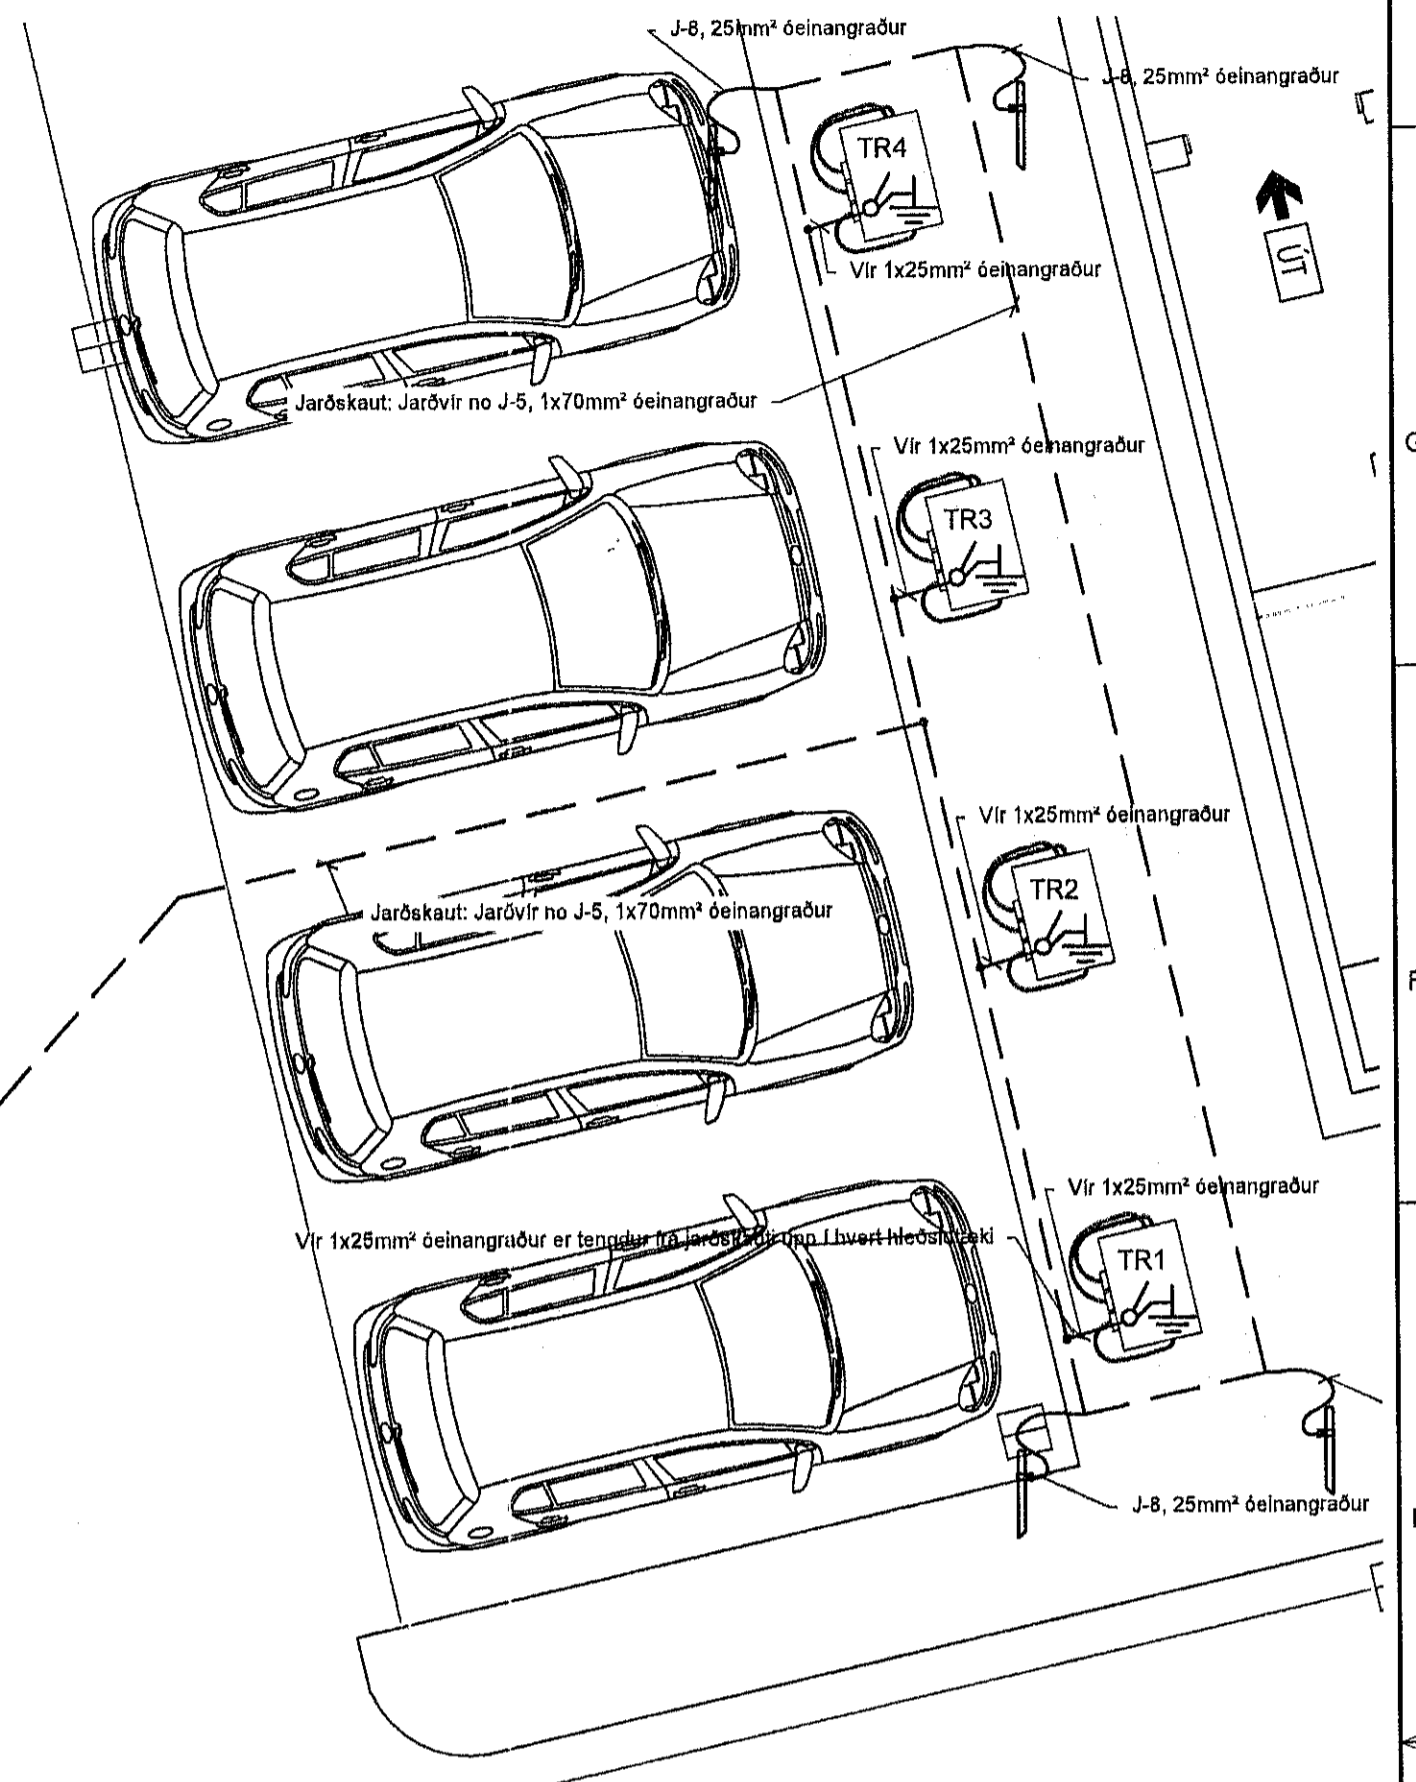 J-8, 25mm² óeinangraður
J-8, 25mm² óeinangraður
TR4
ÚT
Vír 1x25mm² óeinangraður
Jarðskaut: Jarðvír no J-5, 1x70mm² óeinangraður
Vír 1x25mm² óeinangraður
G
TR3
Vír 1x25mm² óeinangraður
TR2
Jarðskaut: Jarðvír no J-5, 1x70mm² óeinangraður
F
Vír 1x25mm² óeinangraður
Vír 1x25mm² óeinangraður er tengdur frá jarðskauti upp í hvert hleðslutæki
TR1
J-8, 25mm² óeinangraður